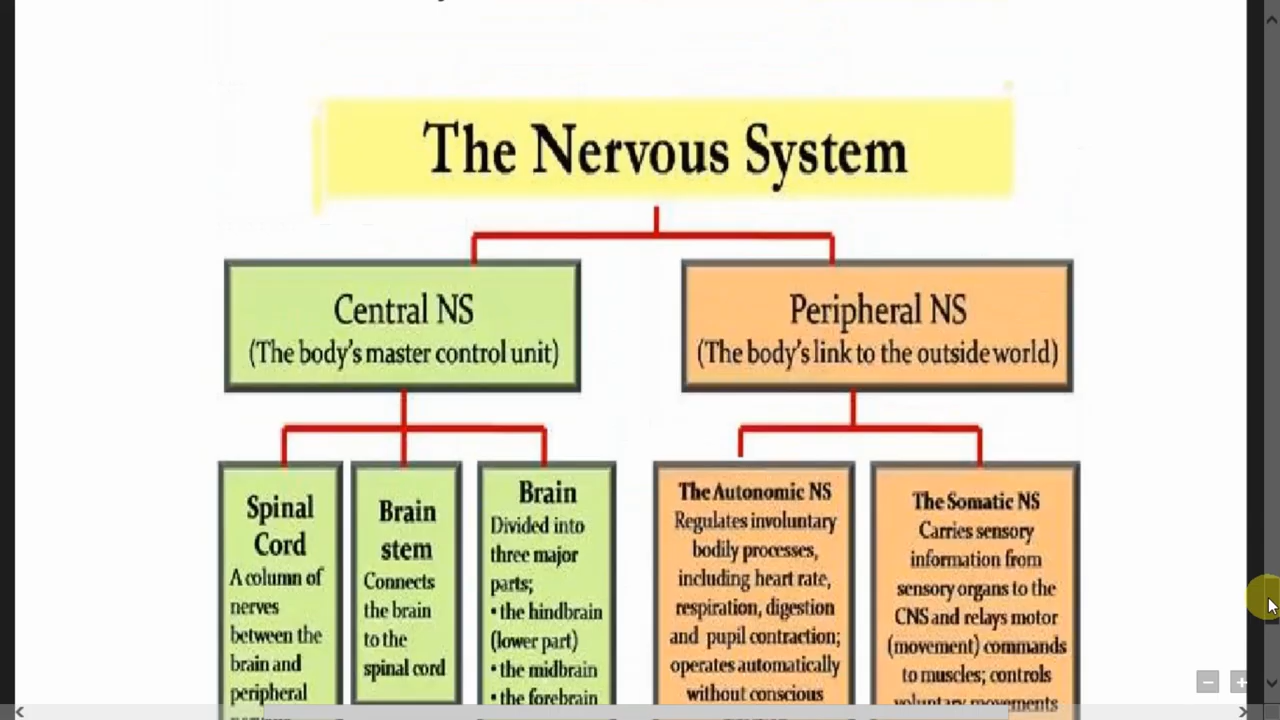 The Nervous System
Central NS
(The body's master control unit)
Peripheral NS
(The body's link to the outside world)
Spinal
Cord
A column of
nerves
between the
brain and
peripheral
Brain
stem
Connects
the brain
to the
spinal cord
Brain
Divided into
three major
parts;
• the hindbrain
(lower part)
• the midbrain
• the forebrain
The Autonomic NS
Regulates involuntary
bodily processes,
including heart rate,
respiration, digestion
and pupil contraction;
operates automatically
without conscious
The Somatic NS
Carries sensory
information from
sensory organs to the
CNS and relays motor
(movement) commands
to muscles; controls
voluntary movements